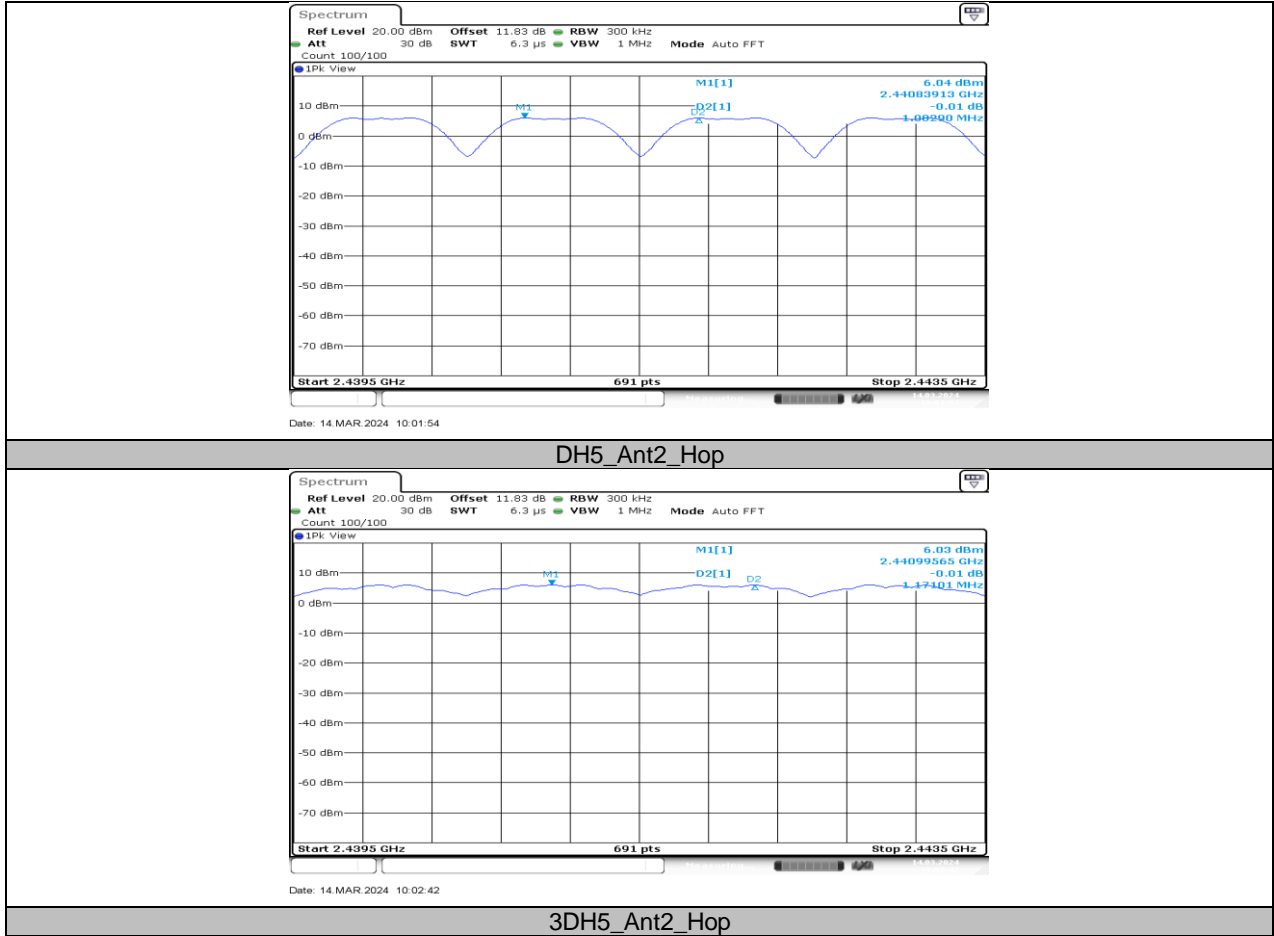 Spectrum
Ref Level 20.00 dBm Offset 11.83 dB RBW 300 kHz
Att 30 dB SWT 6.3 µs VBW 1 MHz Mode Auto FFT
Count 100/100
1Pk View
M1[1] 6.04 dBm
2.44083913 GHz
10 dBm M1 D2[1] -0.01 dB
D2
0 dBm
-10 dBm
-20 dBm
-30 dBm
-40 dBm
-50 dBm
-60 dBm
-70 dBm
Start 2.4395 GHz 691 pts Stop 2.4435 GHz
Date: 14.MAR.2024 10:01:54
DH5_Ant2_Hop
Spectrum
Ref Level 20.00 dBm Offset 11.83 dB RBW 300 kHz
Att 30 dB SWT 6.3 µs VBW 1 MHz Mode Auto FFT
Count 100/100
1Pk View
M1[1] 6.03 dBm
2.44099565 GHz
10 dBm M1 D2[1] D2 -0.01 dB
1.17101 MHz
0 dBm
-10 dBm
-20 dBm
-30 dBm
-40 dBm
-50 dBm
-60 dBm
-70 dBm
Start 2.4395 GHz 691 pts Stop 2.4435 GHz
Date: 14.MAR.2024 10:02:42
3DH5_Ant2_Hop